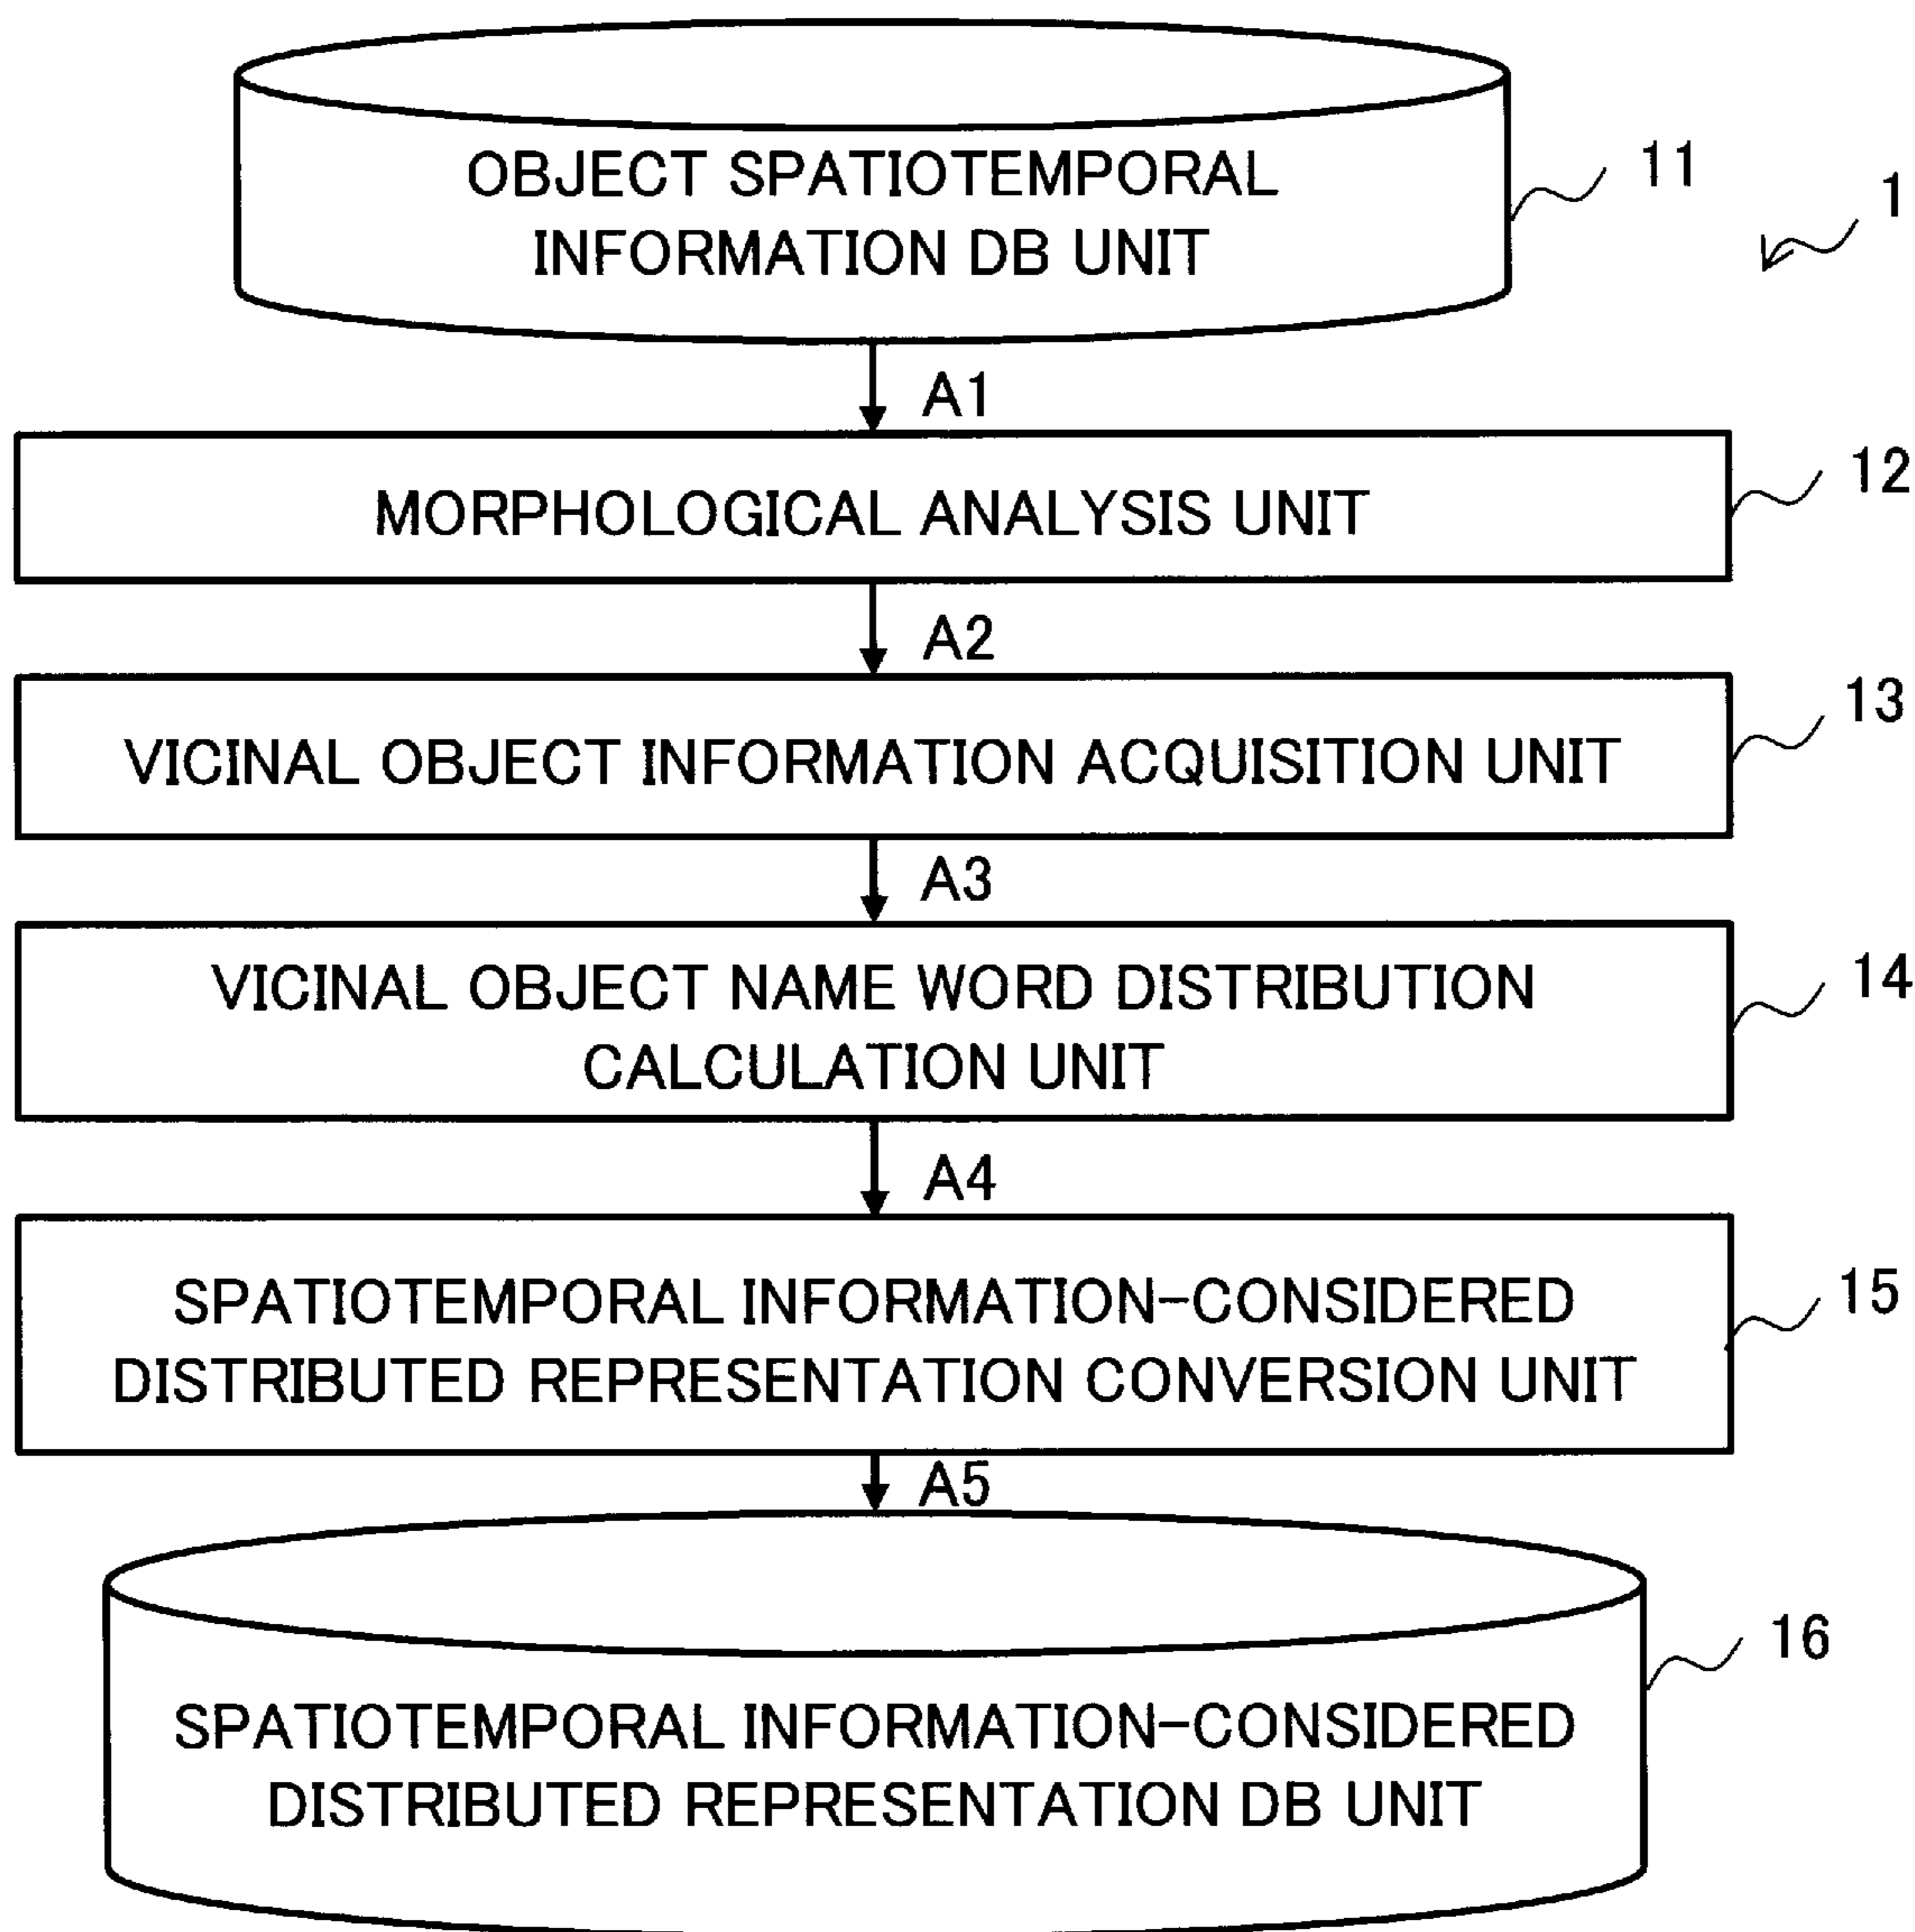 OBJECT SPATIOTEMPORAL
INFORMATION DB UNIT
11
1
A1
MORPHOLOGICAL ANALYSIS UNIT
12
A2
VICINAL OBJECT INFORMATION ACQUISITION UNIT
13
A3
VICINAL OBJECT NAME WORD DISTRIBUTION
CALCULATION UNIT
14
A4
SPATIOTEMPORAL INFORMATION-CONSIDERED
DISTRIBUTED REPRESENTATION CONVERSION UNIT
15
A5
SPATIOTEMPORAL INFORMATION-CONSIDERED
DISTRIBUTED REPRESENTATION DB UNIT
16